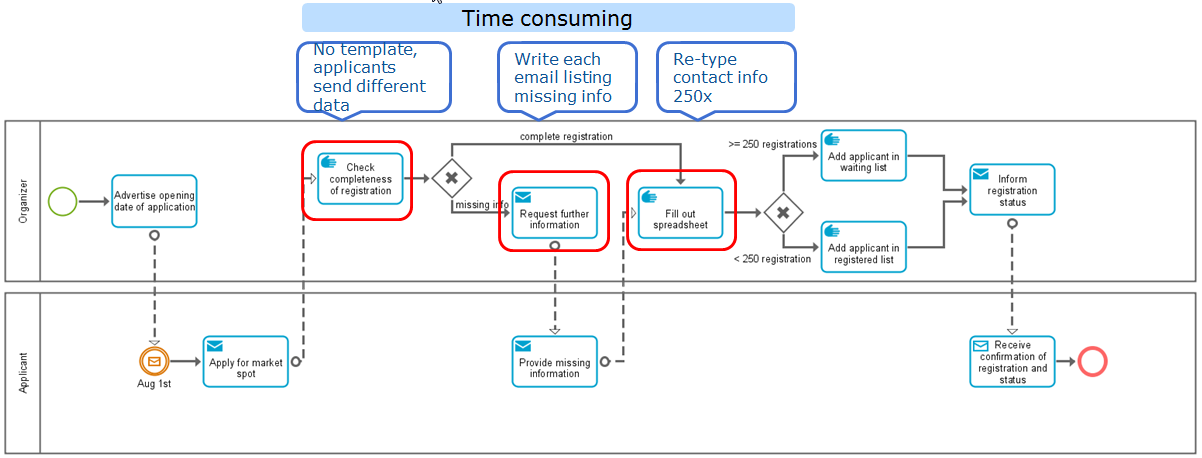 Time consuming
No template,
applicants
send different
data
Write each
email listing
missing info
Re-type
contact info
250x
Organizer
Advertise opening
date of application
Check
completeness
of registration
complete registration
missing info
Request further
information
Fill out
spreadsheet
>= 250 registrations
< 250 registration
Add applicant in
waiting list
Add applicant in
registered list
Inform
registration
status
Applicant
Aug 1st
Apply for market
spot
Provide missing
information
Receive
confirmation of
registration and
status